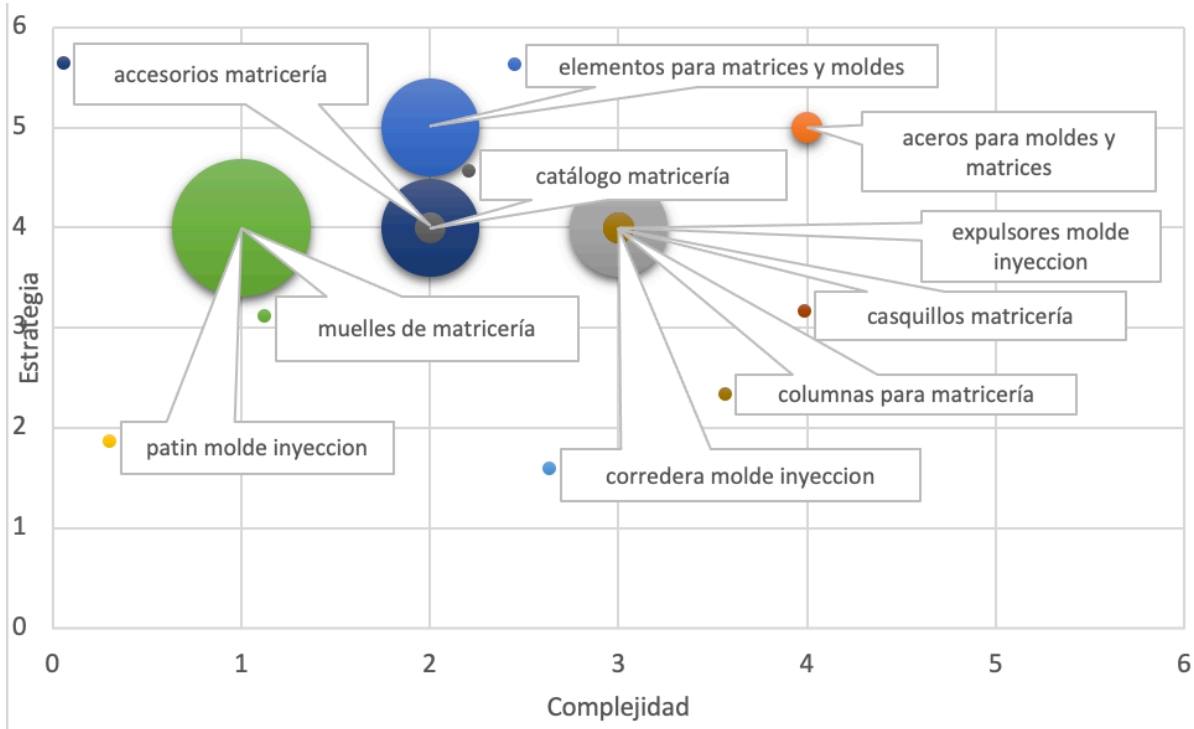 6
accesorios matricería
elementos para matrices y moldes
5
aceros para moldes y
matrices
catálogo matricería
4
expulsores molde
inyeccion
Estrategia
3
muelles de matricería
casquillos matricería
columnas para matricería
2
patin molde inyeccion
corredera molde inyeccion
1
0
0 1 2 3 4 5 6
Complejidad